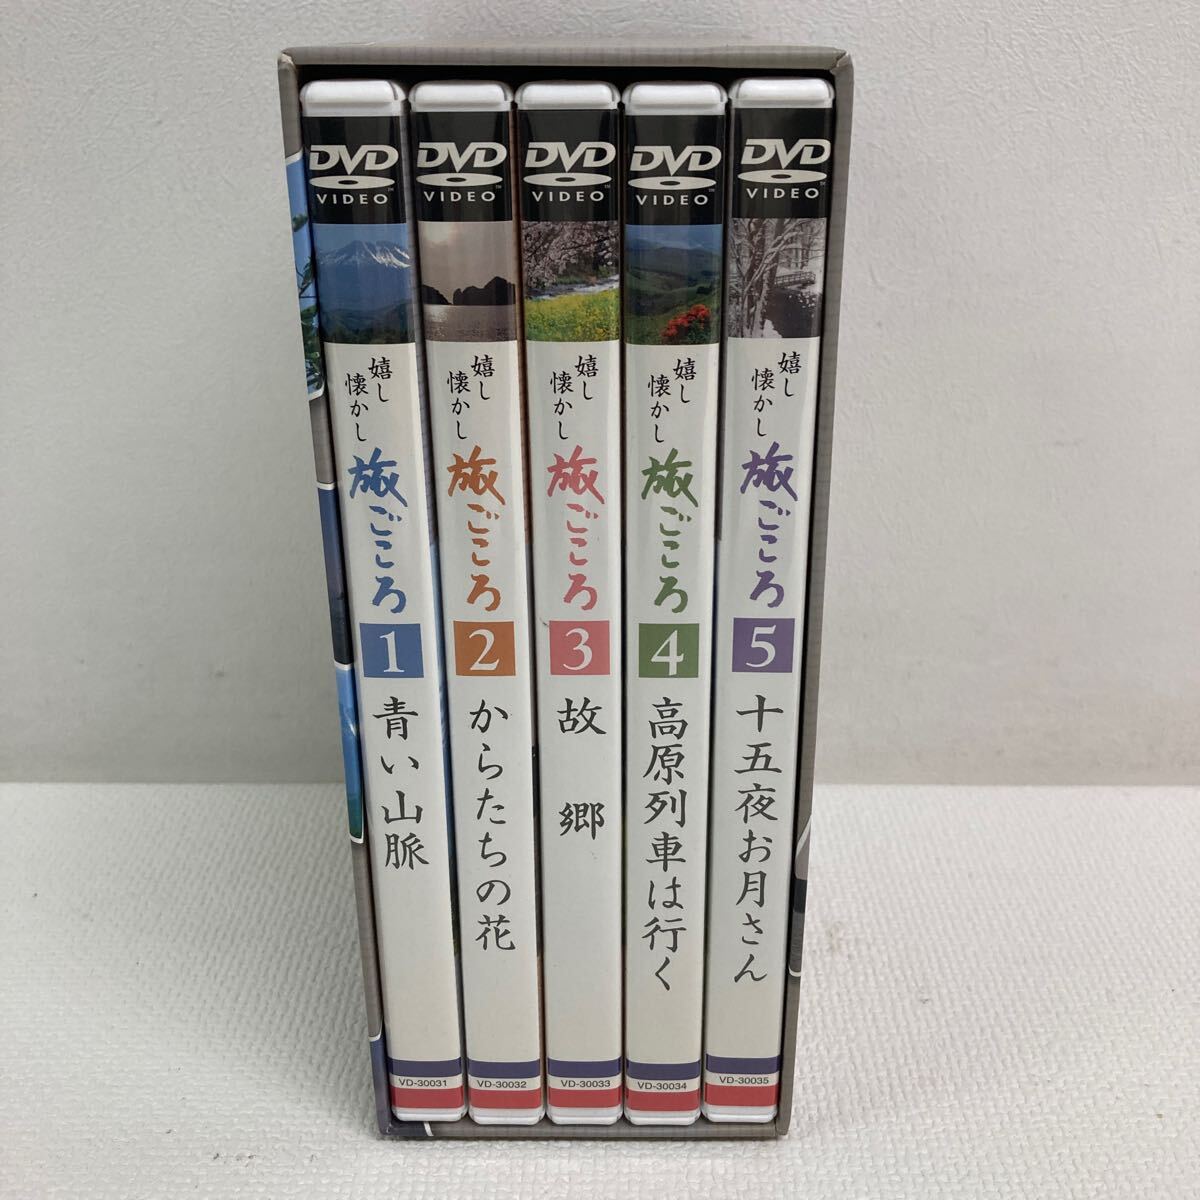 DVD
VIDEO
嬉し
懐かし
旅ごころ
1
青い山脈
VD-30031
DVD
VIDEO
嬉し
懐かし
旅ごころ
2
からたちの花
VD-30032
DVD
VIDEO
嬉し
懐かし
旅ごころ
3
故郷
VD-30033
DVD
VIDEO
嬉し
懐かし
旅ごころ
4
高原列車は行く
VD-30034
DVD
VIDEO
嬉し
懐かし
旅ごころ
5
十五夜お月さん
VD-30035